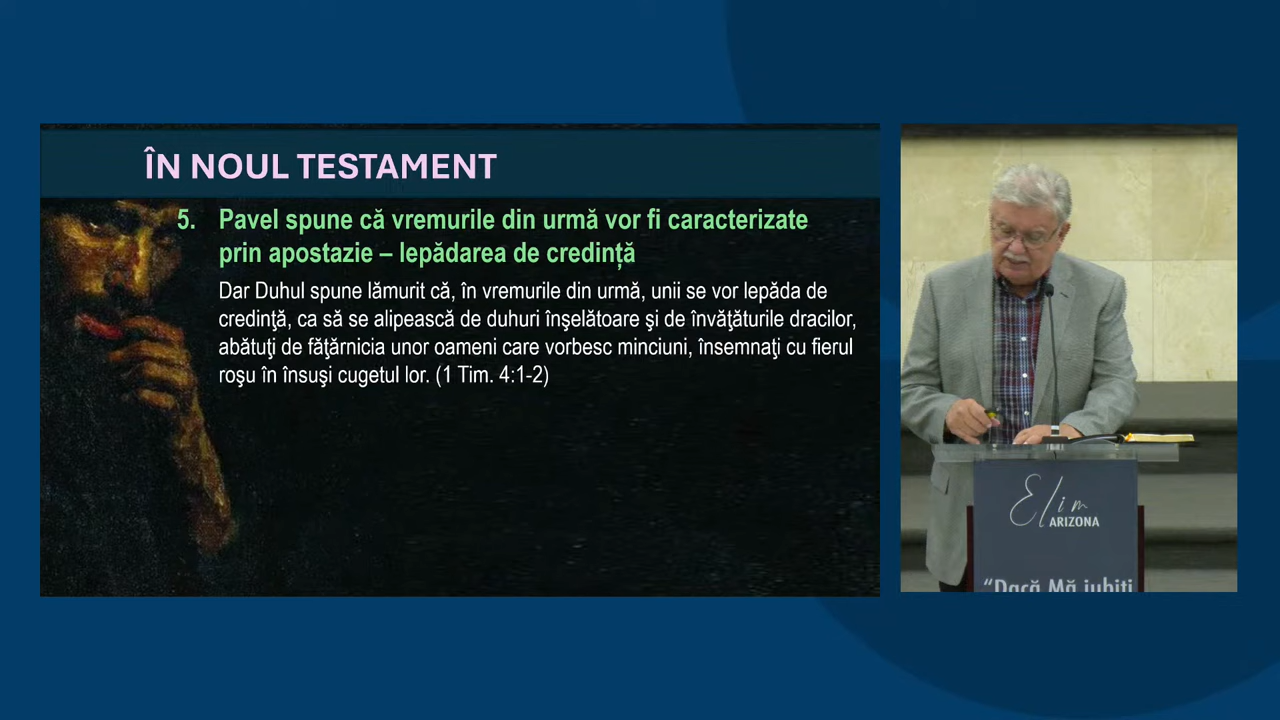 ÎN NOUL TESTAMENT
5. Pavel spune că vremurile din urmă vor fi caracterizate
prin apostazie – lepădarea de credință
Dar Duhul spune lămurit că, în vremurile din urmă, unii se vor lepăda de
credinţă, ca să se alipească de duhuri înşelătoare şi de învăţăturile dracilor,
abătuţi de făţărnicia unor oameni care vorbesc minciuni, însemnaţi cu fierul
roşu în însuşi cugetul lor. (1 Tim. 4:1-2)
Elim
ARIZONA
“Dacă Mă iubiți